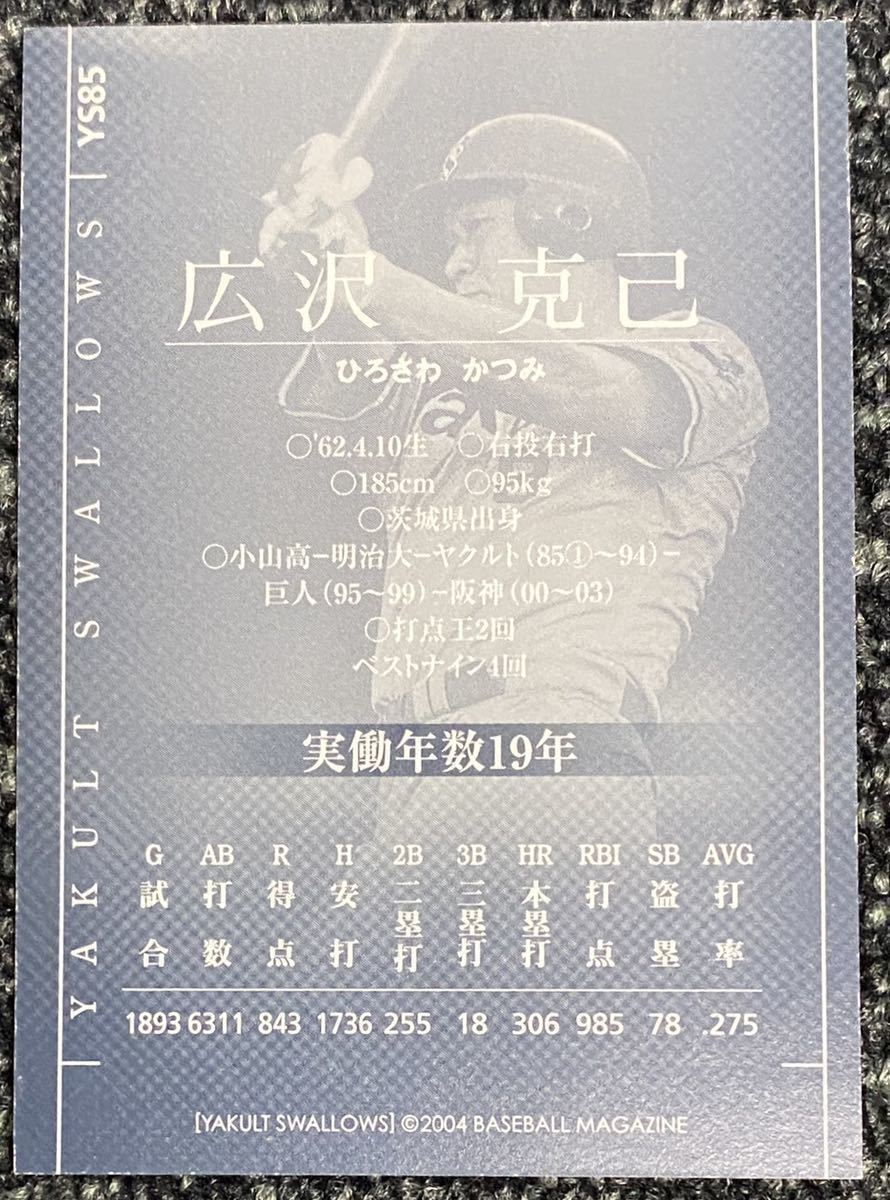 YAKULT SWALLOWS | YS85
広沢 克己
ひろさわ かつみ
○'62.4.10生 ○右投右打
○185cm ○95kg
○茨城県出身
○小山高−明治大−ヤクルト(85①〜94)−
巨人(95〜99)−阪神(00〜03)
○打点王2回
ベストナイン4回
実働年数19年
G AB R H 2B 3B HR RBI SB AVG
試合 打数 得点 安打 二塁打 三塁打 本塁打 打点 盗塁 打率
1893 6311 843 1736 255 18 306 985 78 .275
[YAKULT SWALLOWS] ©2004 BASEBALL MAGAZINE